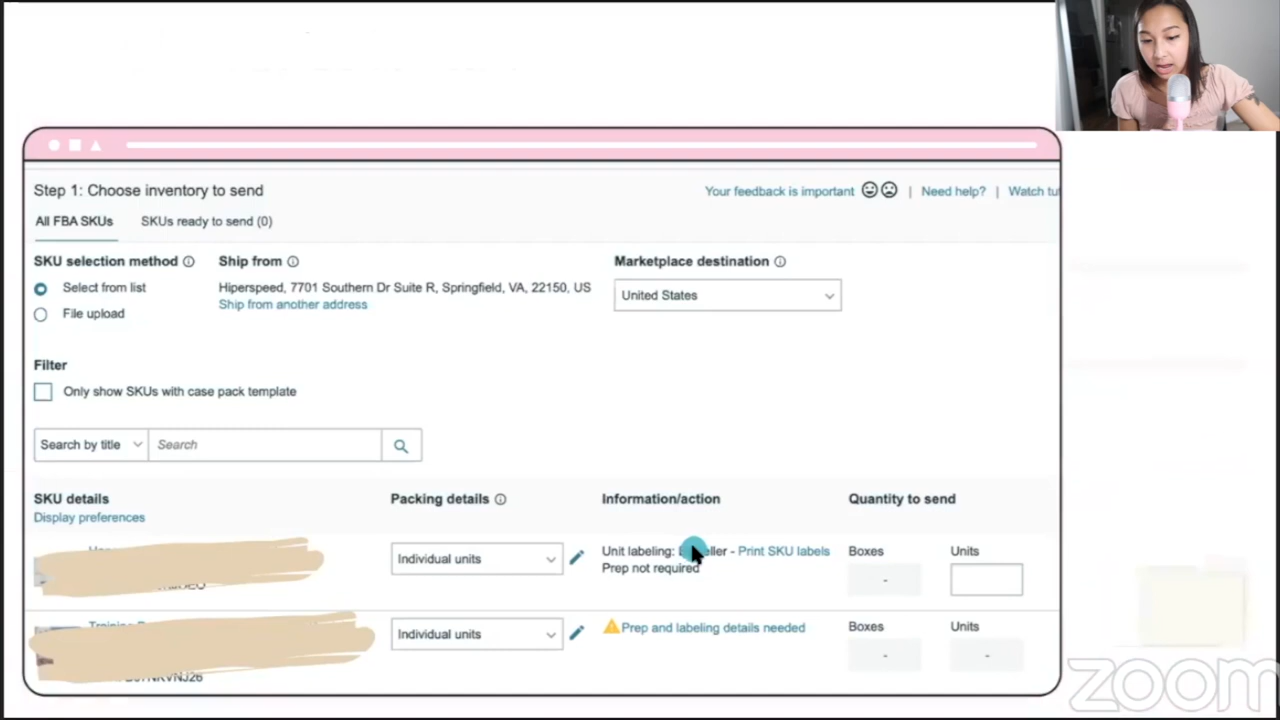 Step 1: Choose inventory to send
Your feedback is important | Need help? | Watch tu
All FBA SKUs SKUs ready to send (0)
SKU selection method Ship from Marketplace destination
Select from list Hiperspeed, 7701 Southern Dr Suite R, Springfield, VA, 22150, US United States
Ship from another address
File upload
Filter
Only show SKUs with case pack template
Search by title Search
SKU details Packing details Information/action Quantity to send
Display preferences
Individual units Unit labeling: - Print SKU labels Boxes Units
Prep not required -
Individual units Prep and labeling details needed Boxes Units
- -
zoom